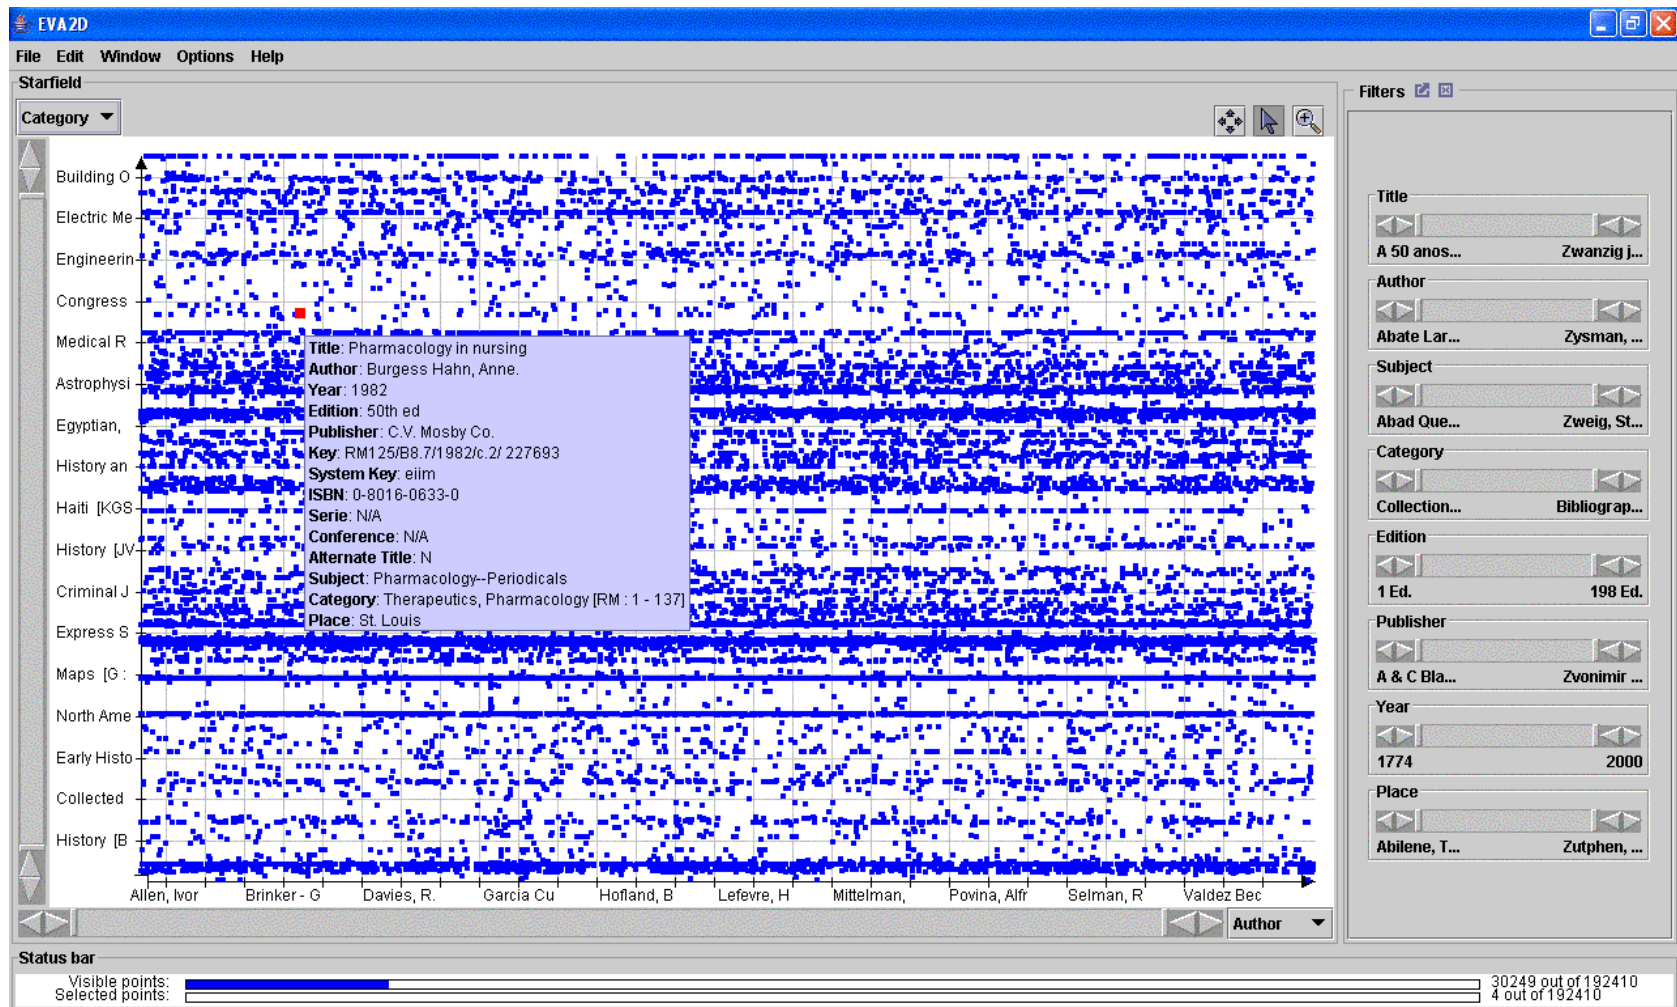 EVA2D
File Edit Window Options Help
Starfield
Category
Building O
Electric Me
Engineerin
Congress
Medical R
Astrophysi
Egyptian,
History an
Haiti [KGS
History [JV
Criminal J
Express S
Maps [G :
North Ame
Early Histo
Collected
History [B
Title: Pharmacology in nursing
Author: Burgess Hahn, Anne.
Year: 1982
Edition: 50th ed
Publisher: C.V. Mosby Co.
Key: RM125/B8.7/1982/c.2/ 227693
System Key: eiim
ISBN: 0-8016-0633-0
Serie: N/A
Conference: N/A
Alternate Title: N
Subject: Pharmacology--Periodicals
Category: Therapeutics, Pharmacology [RM : 1 - 137]
Place: St. Louis
Allen, Ivor Brinker - G Davies, R. Garcia Cu Hofland, B Lefevre, H Mittelman, Povina, Alfr Selman, R Valdez Bec
Author
Filters
Title
A 50 anos... Zwanzig j...
Author
Abate Lar... Zysman, ...
Subject
Abad Que... Zweig, St...
Category
Collection... Bibliograp...
Edition
1 Ed. 198 Ed.
Publisher
A & C Bla... Zvonimir ...
Year
1774 2000
Place
Abilene, T... Zutphen, ...
Status bar
Visible points: 30249 out of 192410
Selected points: 4 out of 192410